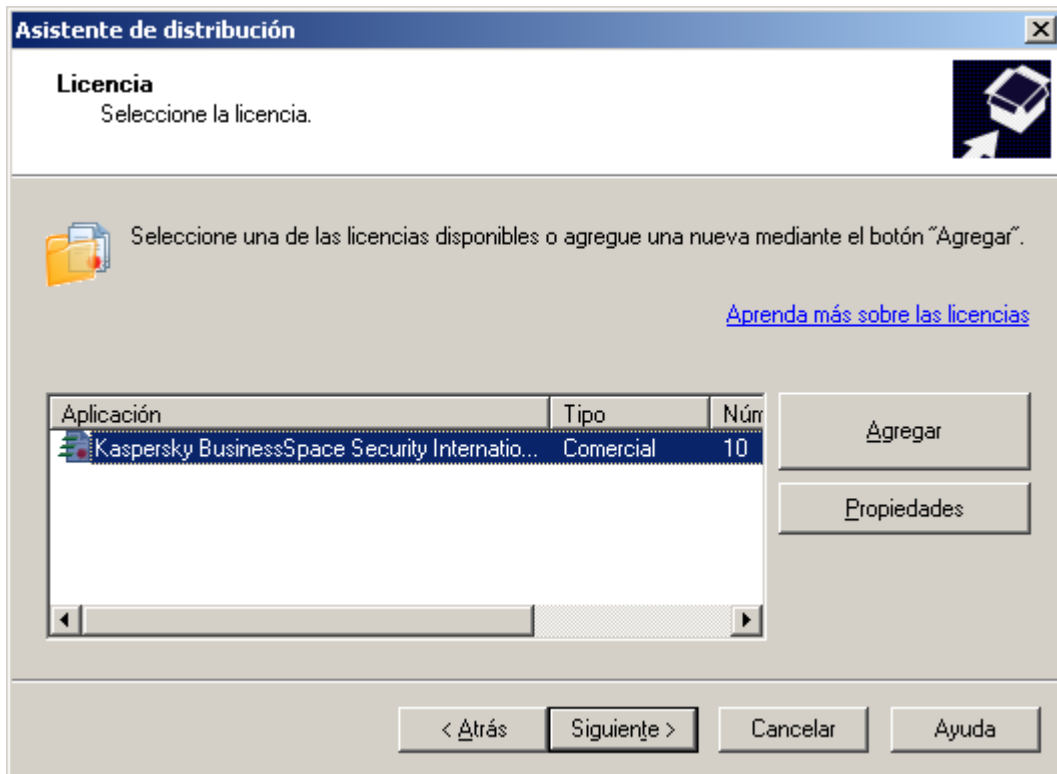 Asistente de distribución
Licencia
Seleccione la licencia.
Seleccione una de las licencias disponibles o agregue una nueva mediante el botón "Agregar".
Aprenda más sobre las licencias
Aplicación Tipo Núm
Kaspersky BusinessSpace Security Internatio... Comercial 10
Agregar
Propiedades
< Atrás Siguiente > Cancelar Ayuda